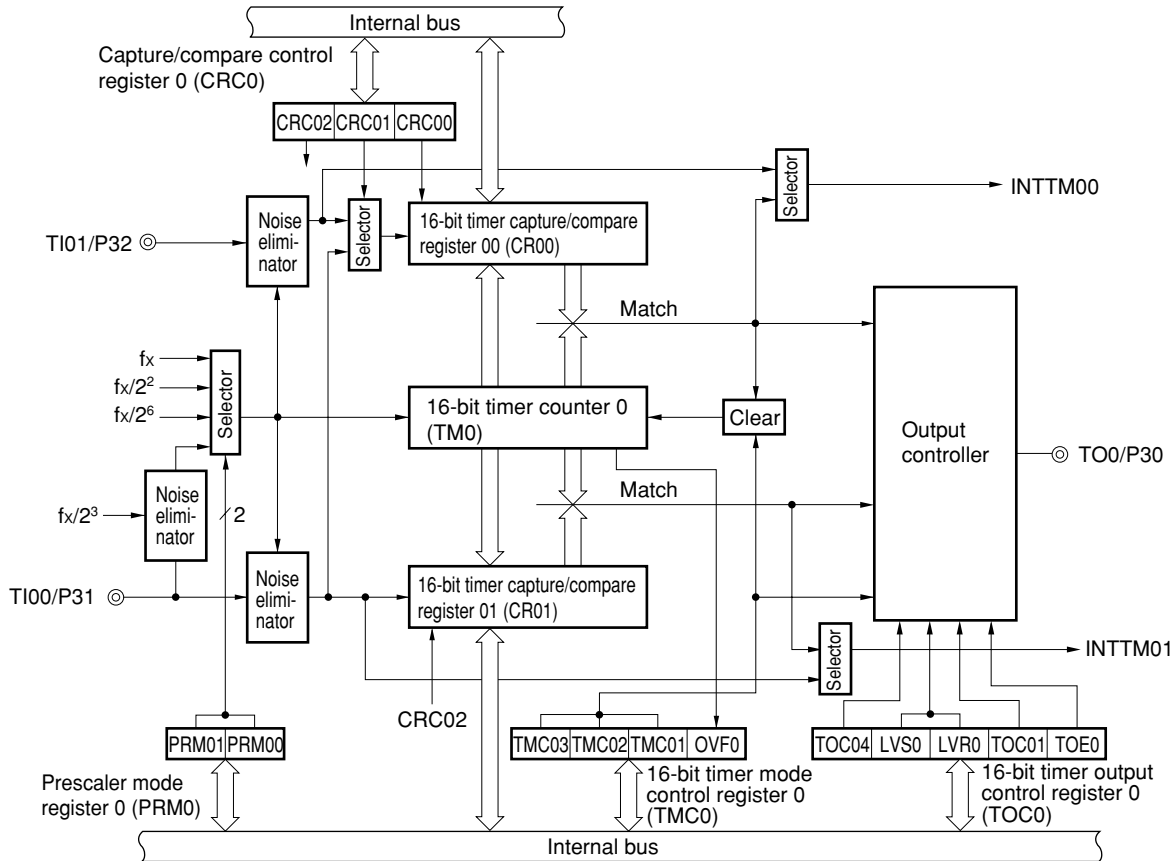 Internal bus
Capture/compare control
register 0 (CRC0)
CRC02 CRC01 CRC00
Selector
INTTM00
TI01/P32
Noise
elimi-
nator
Selector
16-bit timer capture/compare
register 00 (CR00)
Match
fx
fx/2²
fx/2⁶
Selector
16-bit timer counter 0
(TM0)
Clear
Output
controller
TO0/P30
fx/2³
Noise
elimi-
nator
2
Match
TI00/P31
Noise
elimi-
nator
16-bit timer capture/compare
register 01 (CR01)
Selector
INTTM01
CRC02
PRM01 PRM00
TMC03 TMC02 TMC01 OVF0
TOC04 LVS0 LVR0 TOC01 TOE0
Prescaler mode
register 0 (PRM0)
16-bit timer mode
control register 0
(TMC0)
16-bit timer output
control register 0
(TOC0)
Internal bus